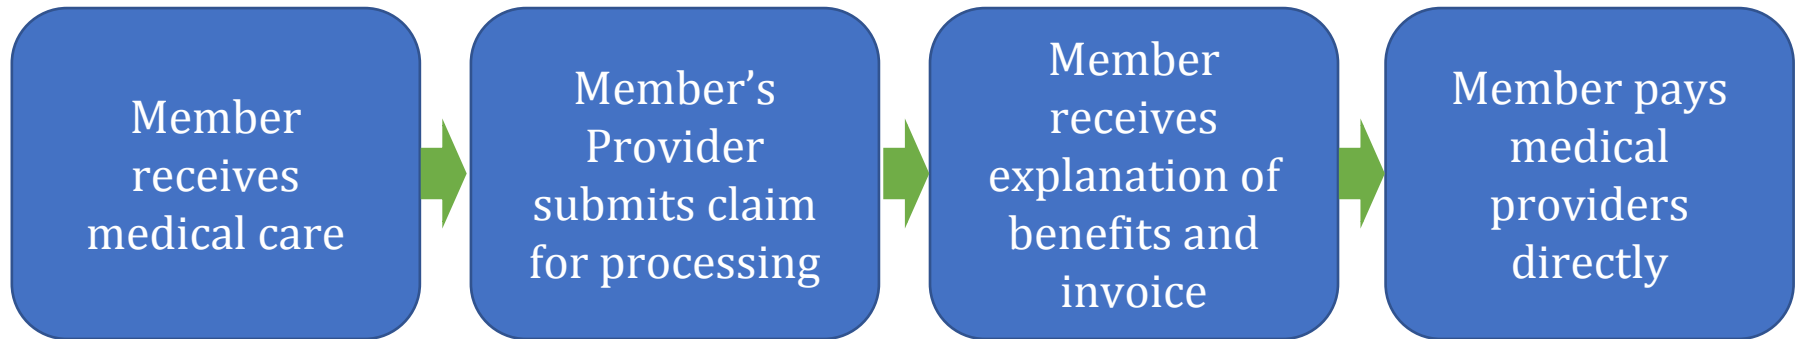 Member
receives
medical care
Member’s
Provider
submits claim
for processing
Member
receives
explanation of
benefits and
invoice
Member pays
medical
providers
directly